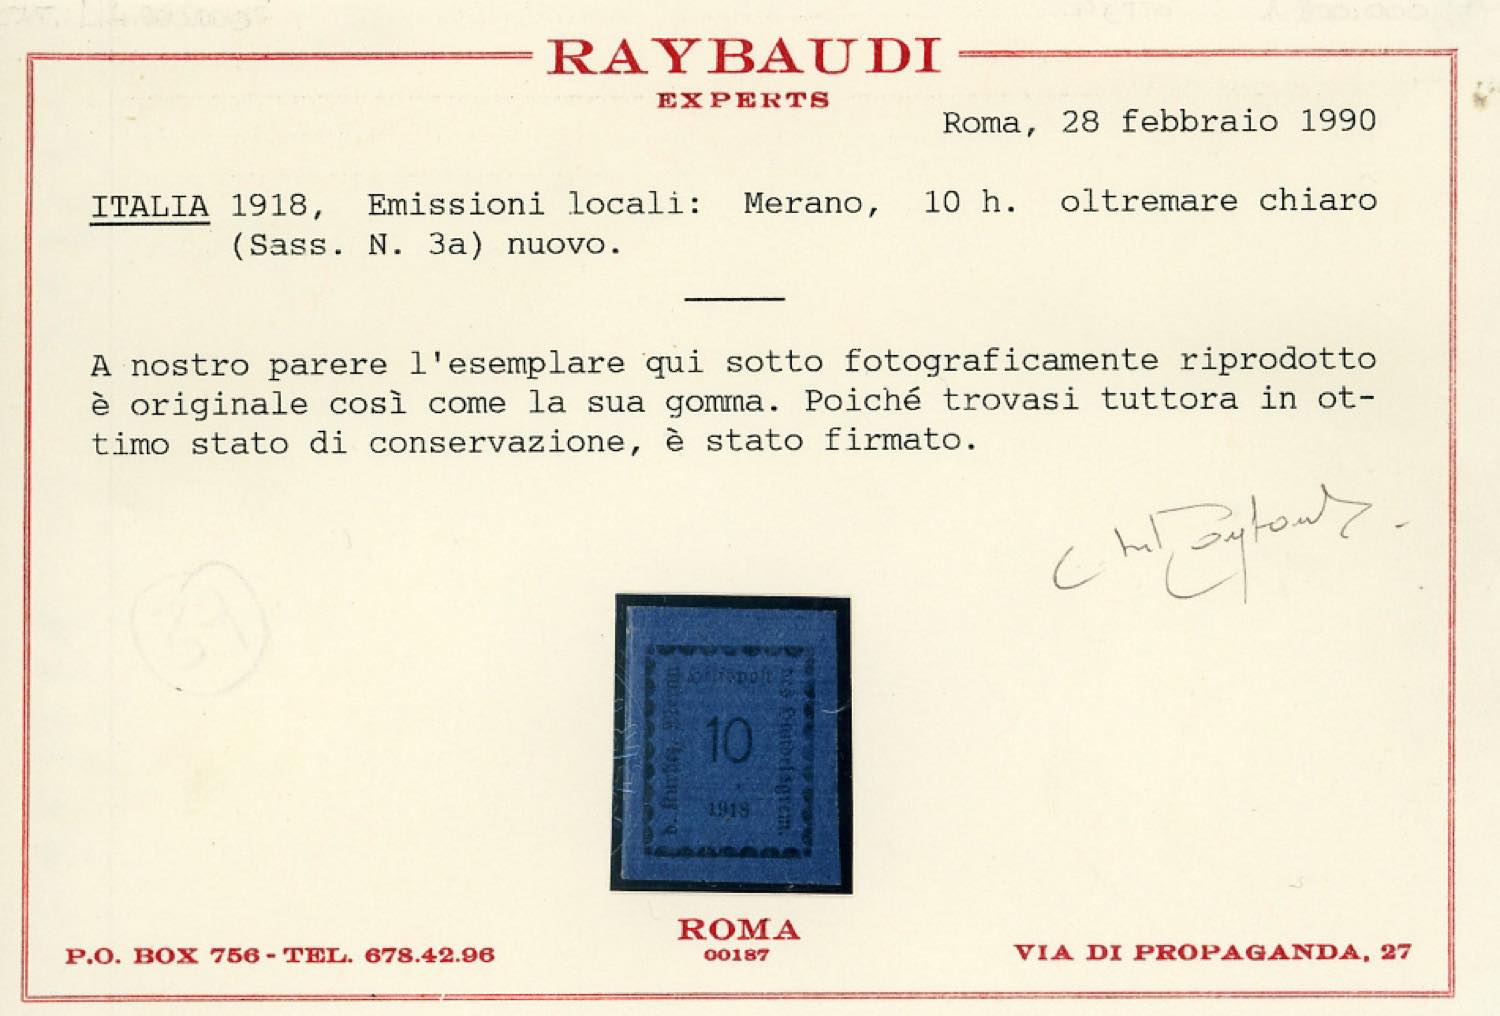 RAYBAUDI
EXPERTS
Roma, 28 febbraio 1990
ITALIA 1918, Emissioni locali: Merano, 10 h. oltremare chiaro
(Sass. N. 3a) nuovo.
A nostro parere l'esemplare qui sotto fotograficamente riprodotto
è originale così come la sua gomma. Poiché trovasi tuttora in ot-
timo stato di conservazione, è stato firmato.
10
1918
ROMA
00187
P.O. BOX 756 - TEL. 678.42.96
VIA DI PROPAGANDA, 27